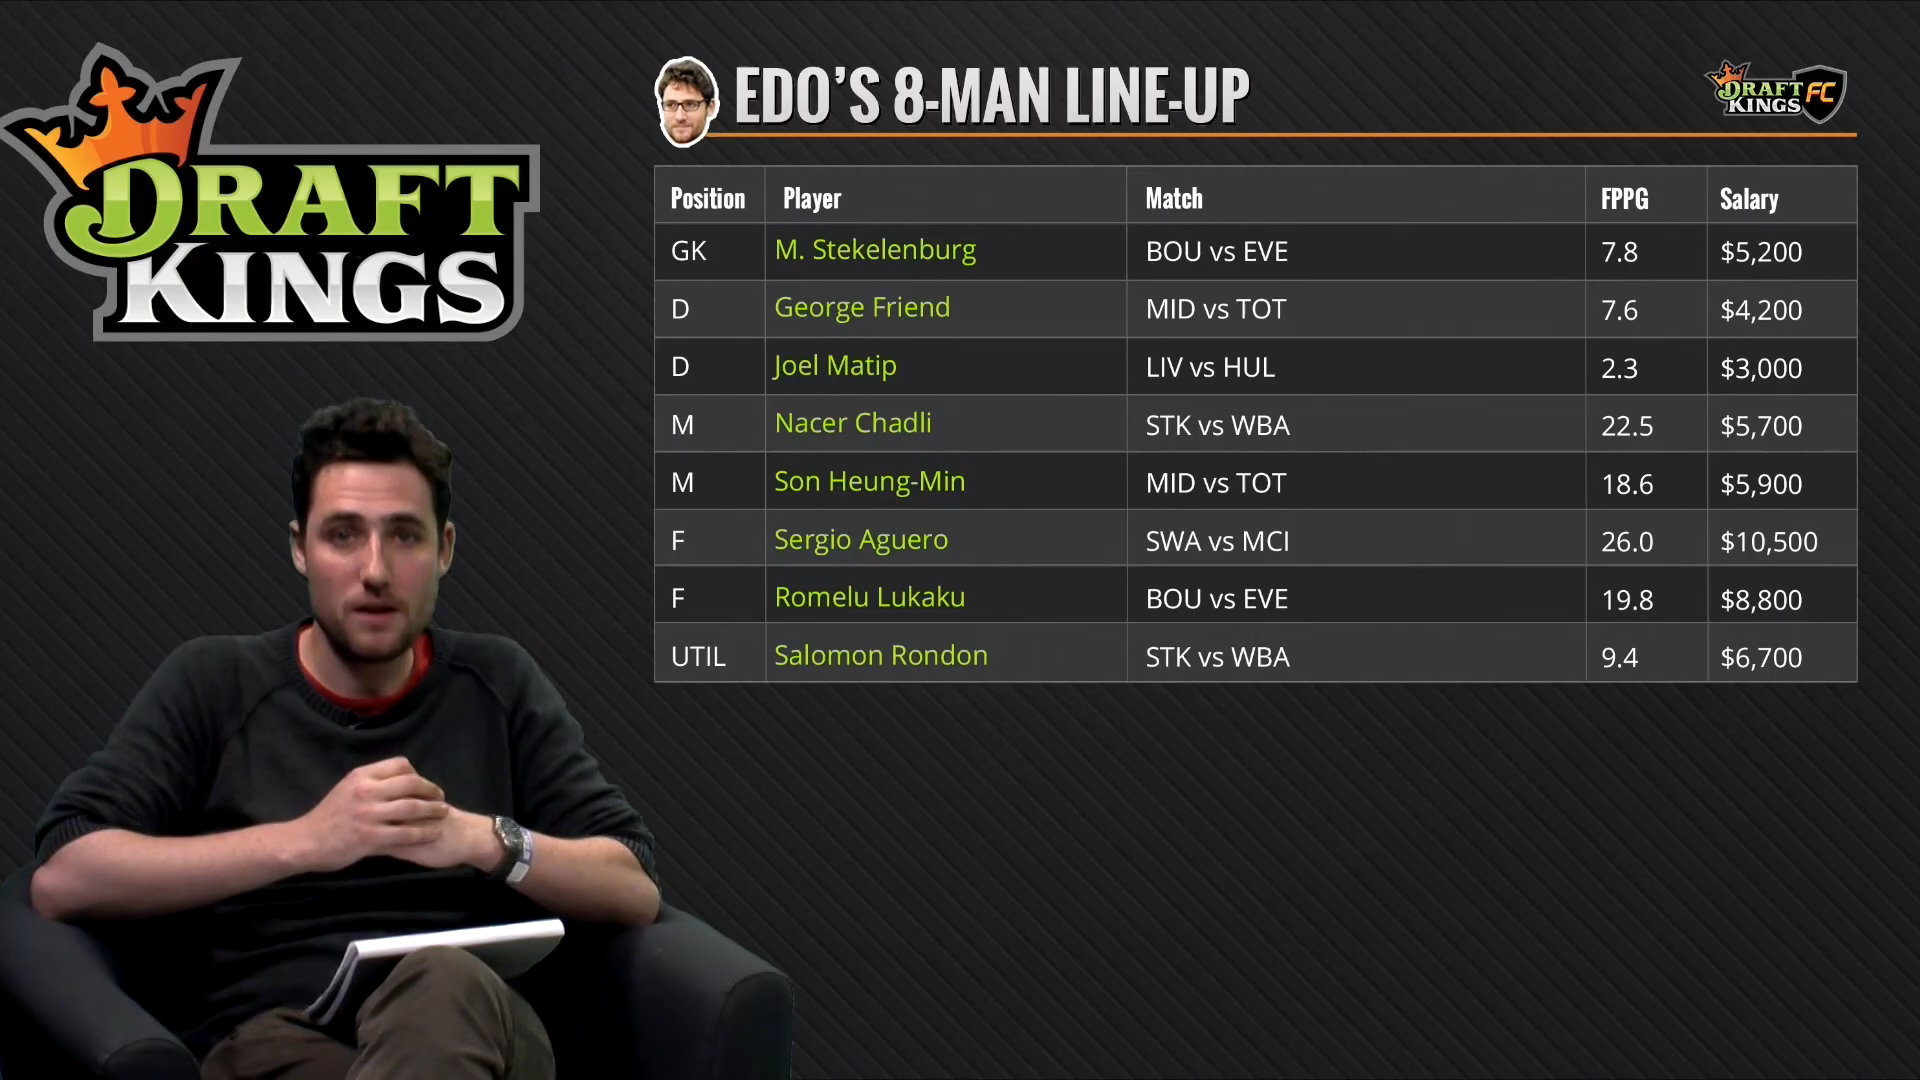 DRAFT
KINGS
EDO'S 8-MAN LINE-UP
DRAFT
KINGS FC
Position Player Match FPPG Salary
GK M. Stekelenburg BOU vs EVE 7.8 $5,200
D George Friend MID vs TOT 7.6 $4,200
D Joel Matip LIV vs HUL 2.3 $3,000
M Nacer Chadli STK vs WBA 22.5 $5,700
M Son Heung-Min MID vs TOT 18.6 $5,900
F Sergio Aguero SWA vs MCI 26.0 $10,500
F Romelu Lukaku BOU vs EVE 19.8 $8,800
UTIL Salomon Rondon STK vs WBA 9.4 $6,700